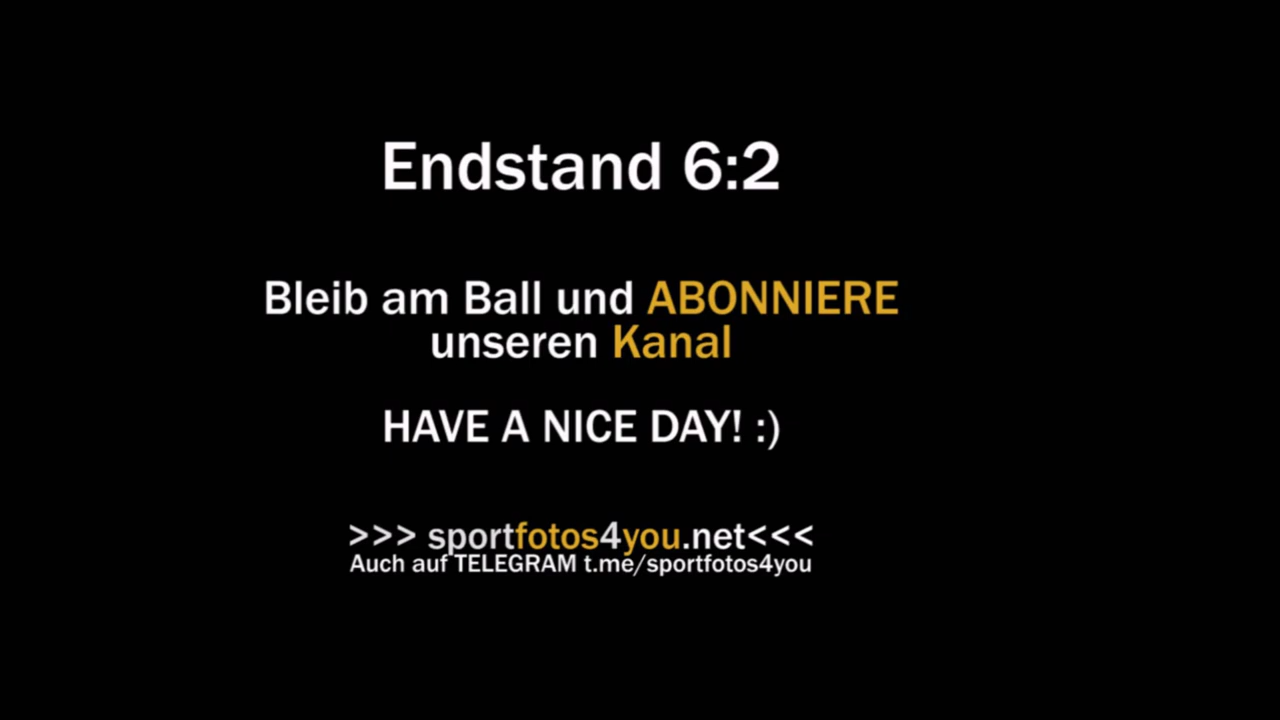 Endstand 6:2
Bleib am Ball und ABONNIERE
unseren Kanal
HAVE A NICE DAY! :)
>>> sportfotos4you.net<<<
Auch auf TELEGRAM t.me/sportfotos4you